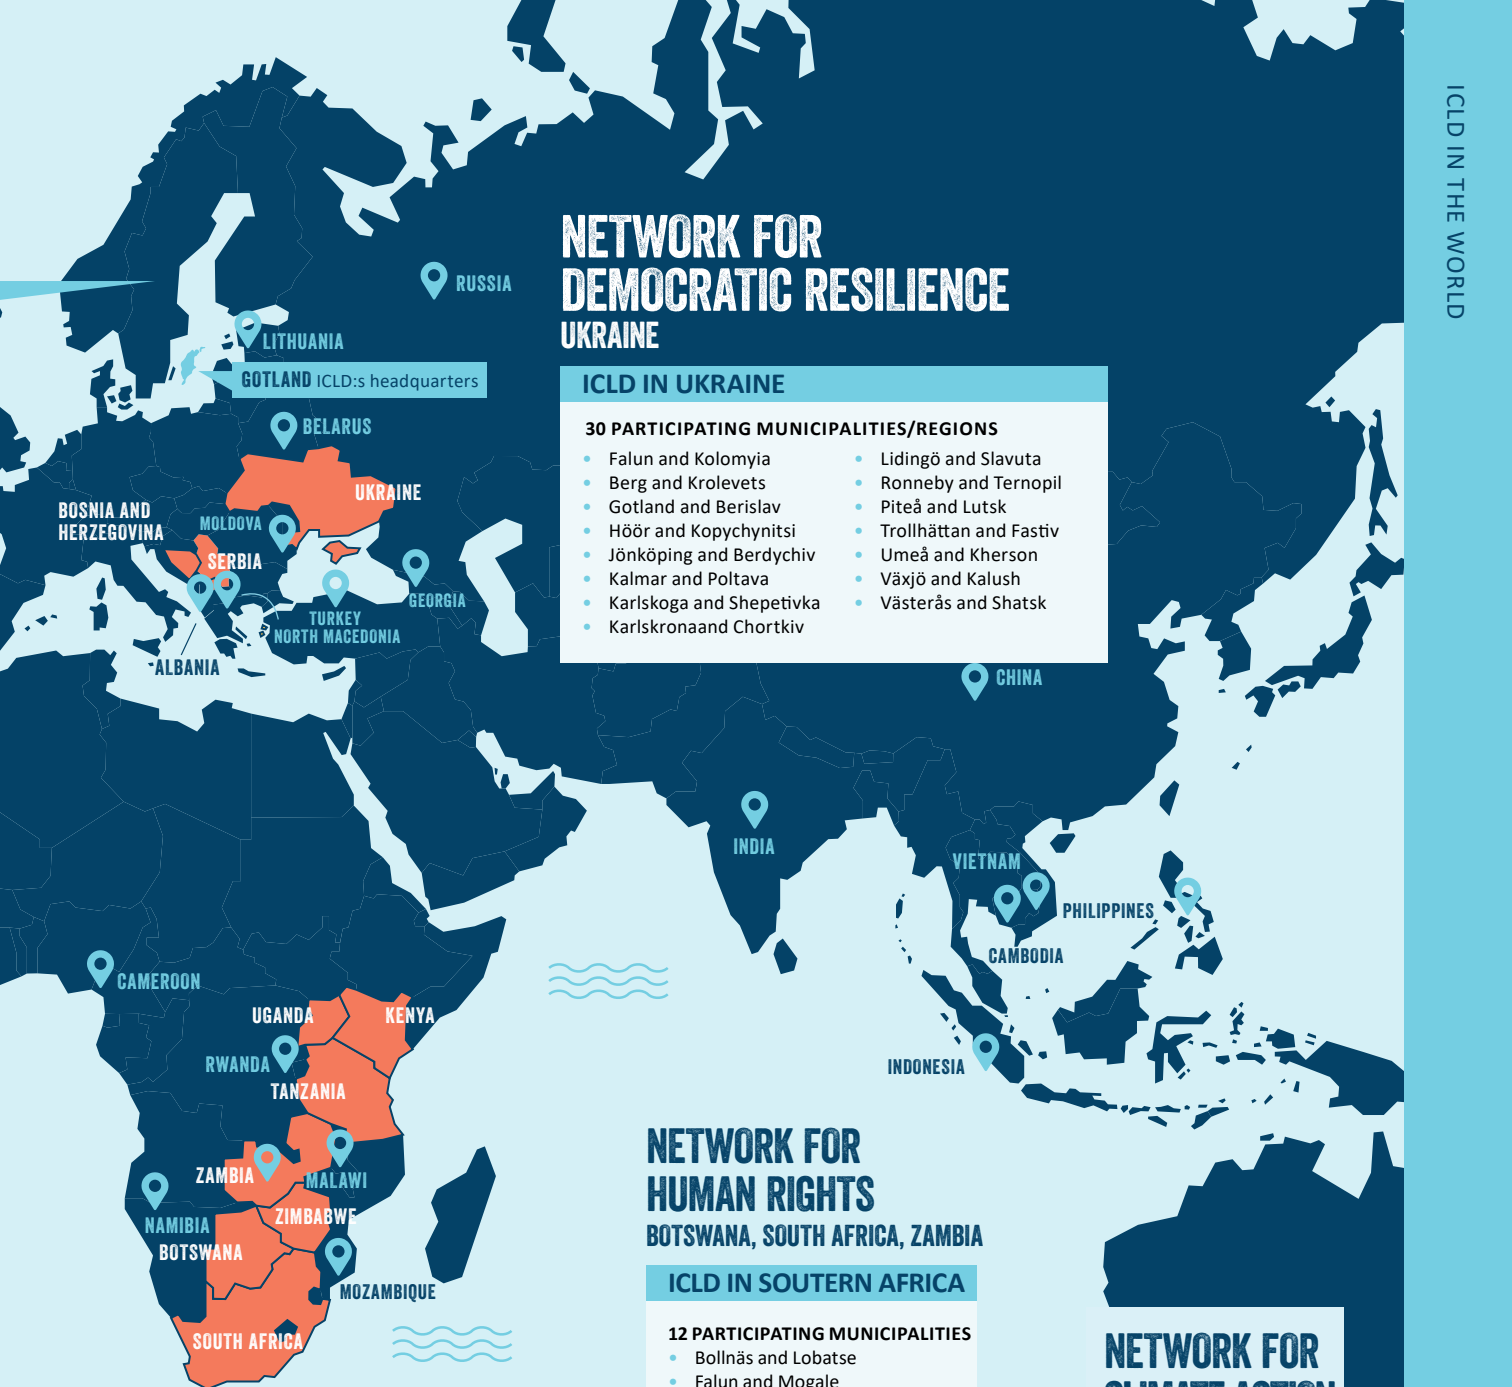 ICLD IN THE WORLD
NETWORK FOR
DEMOCRATIC RESILIENCE
UKRAINE
ICLD IN UKRAINE
30 PARTICIPATING MUNICIPALITIES/REGIONS
• Falun and Kolomyia
• Berg and Krolevets
• Gotland and Berislav
• Höör and Kopychynitsi
• Jönköping and Berdychiv
• Kalmar and Poltava
• Karlskoga and Shepetivka
• Karlskronaand Chortkiv
• Lidingö and Slavuta
• Ronneby and Ternopil
• Piteå and Lutsk
• Trollhättan and Fastiv
• Umeå and Kherson
• Växjö and Kalush
• Västerås and Shatsk
RUSSIA
LITHUANIA
GOTLAND ICLD:s headquarters
BELARUS
UKRAINE
BOSNIA AND
HERZEGOVINA
MOLDOVA
SERBIA
GEORGIA
TURKEY
NORTH MACEDONIA
ALBANIA
CHINA
INDIA
VIETNAM
PHILIPPINES
CAMBODIA
INDONESIA
CAMEROON
UGANDA
KENYA
RWANDA
TANZANIA
ZAMBIA
MALAWI
NAMIBIA
ZIMBABWE
BOTSWANA
MOZAMBIQUE
SOUTH AFRICA
NETWORK FOR
HUMAN RIGHTS
BOTSWANA, SOUTH AFRICA, ZAMBIA
ICLD IN SOUTERN AFRICA
12 PARTICIPATING MUNICIPALITIES
• Bollnäs and Lobatse
• Falun and Mogale
NETWORK FOR
CLIMATE ACTION